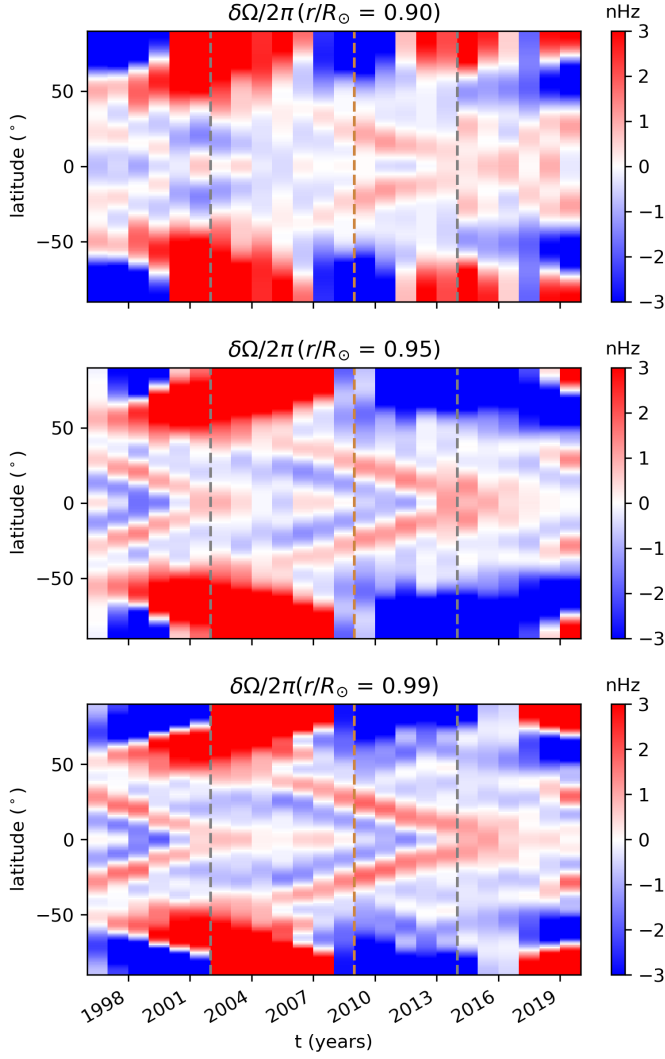 δΩ/2π (r/R☉ = 0.90)
nHz
latitude (°)
50
0
−50
3
2
1
0
−1
−2
−3
δΩ/2π (r/R☉ = 0.95)
nHz
latitude (°)
50
0
−50
3
2
1
0
−1
−2
−3
δΩ/2π(r/R☉ = 0.99)
nHz
latitude (°)
50
0
−50
3
2
1
0
−1
−2
−3
1998 2001 2004 2007 2010 2013 2016 2019
t (years)